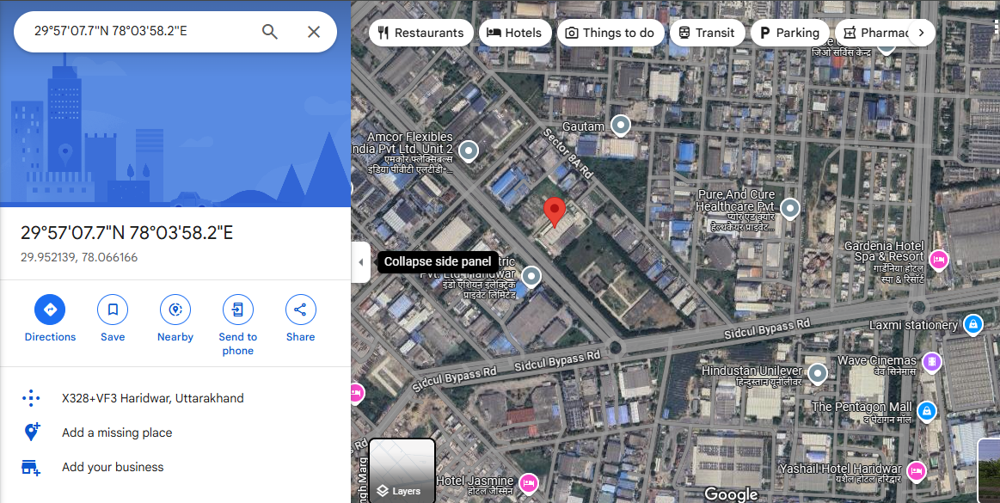 29°57'07.7"N 78°03'58.2"E
29°57'07.7"N 78°03'58.2"E
29.952139, 78.066166
Directions
Save
Nearby
Send to
phone
Share
X328+VF3 Haridwar, Uttarakhand
Add a missing place
Add your business
Restaurants
Hotels
Things to do
Transit
Parking
Pharmac
जिओ सर्विस केन्द्र
Gautam
Sector 8A Rd
Amcor Flexibles
India Pvt Ltd. Unit 2
एमकोर फ्लेक्सिबल्स
इंडिया पीवीटी एलटीडी॰...
Pure And Cure
Healthcare Pvt
प्योर एंड क्योर
हेल्थकेयर प्राइवेट...
Gardenia Hotel
Spa & Resort
गार्डेनिया होटल
स्पा & रिसॉर्ट
Collapse side panel
tric
Pvt. Ltd. Haridwar
इंडो एशियन इलेक्ट्रिक
प्राइवेट लिमिटेड
Sidcul Bypass Rd
Laxmi stationery
Sidcul Bypass Rd
Sidcul Bypass Rd
Wave Cinemas
वेव सिनेमास
Hindustan Unilever
हिन्दुस्तान यूनीलीवर
The Pentagon Mall
द पेंटागन मॉल
Rd
ngh Marg
Layers
Hotel Jasmine
होटल जैस्मिन
Yashail Hotel Haridwar
यशैल होटल हरिद्वार
Google